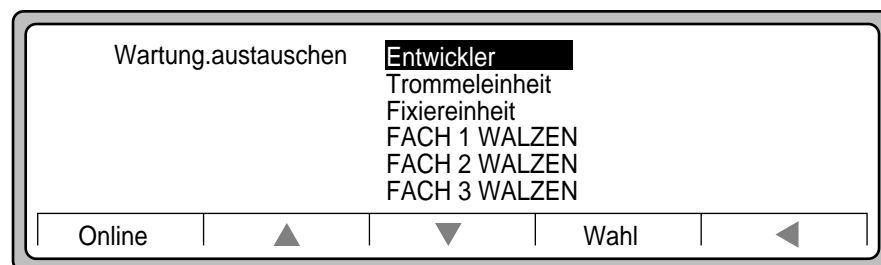 Wartung.austauschen Entwickler
Trommeleinheit
Fixiereinheit
FACH 1 WALZEN
FACH 2 WALZEN
FACH 3 WALZEN
Online Wahl